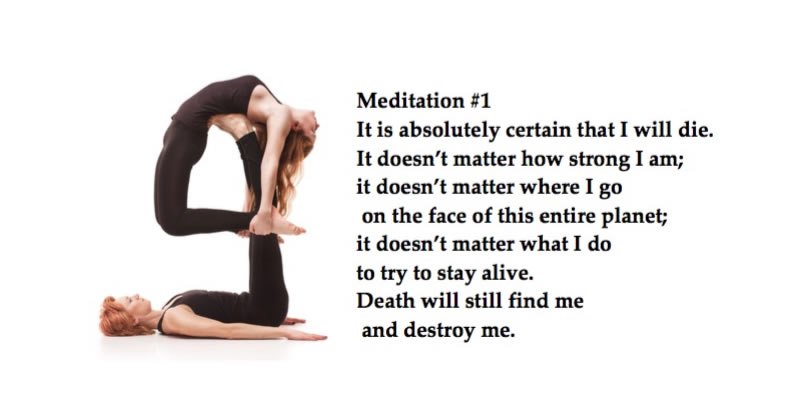 Meditation #1
It is absolutely certain that I will die.
It doesn’t matter how strong I am;
it doesn’t matter where I go
on the face of this entire planet;
it doesn’t matter what I do
to try to stay alive.
Death will still find me
and destroy me.